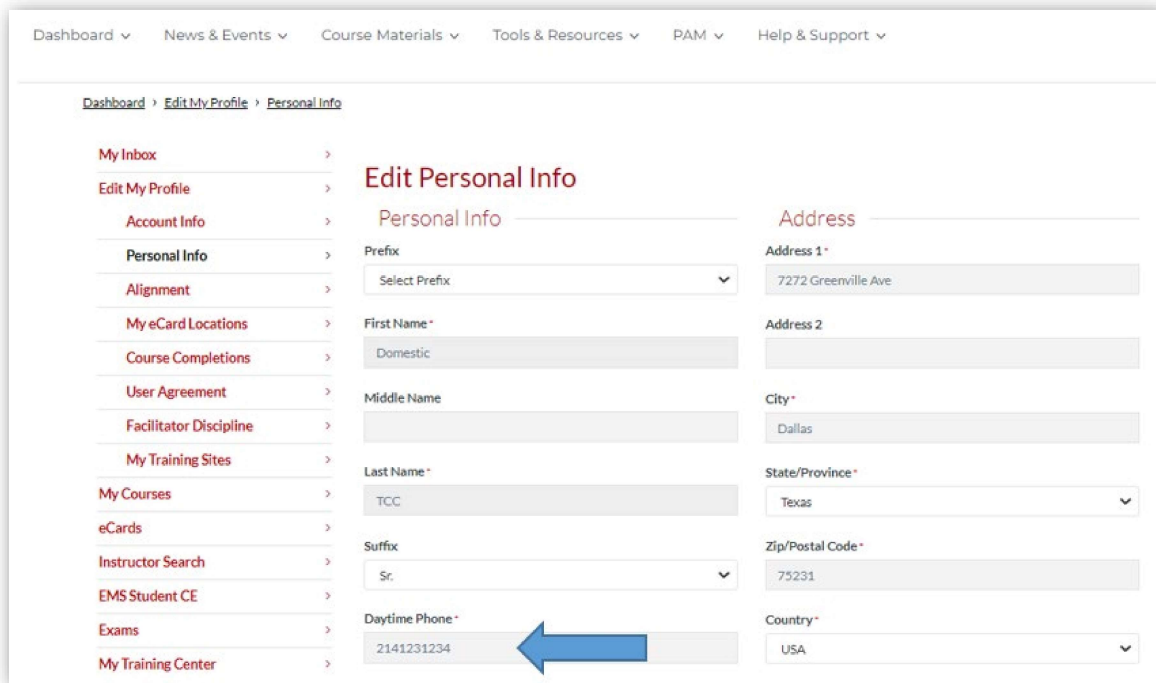 Dashboard News & Events Course Materials Tools & Resources PAM Help & Support
Dashboard › Edit My Profile › Personal Info
My Inbox
Edit My Profile
Account Info
Personal Info
Alignment
My eCard Locations
Course Completions
User Agreement
Facilitator Discipline
My Training Sites
My Courses
eCards
Instructor Search
EMS Student CE
Exams
My Training Center
Edit Personal Info
Personal Info
Prefix
Select Prefix
First Name *
Domestic
Middle Name
Last Name *
TCC
Suffix
Sr.
Daytime Phone *
2141231234
Address
Address 1 *
7272 Greenville Ave
Address 2
City *
Dallas
State/Province *
Texas
Zip/Postal Code *
75231
Country *
USA